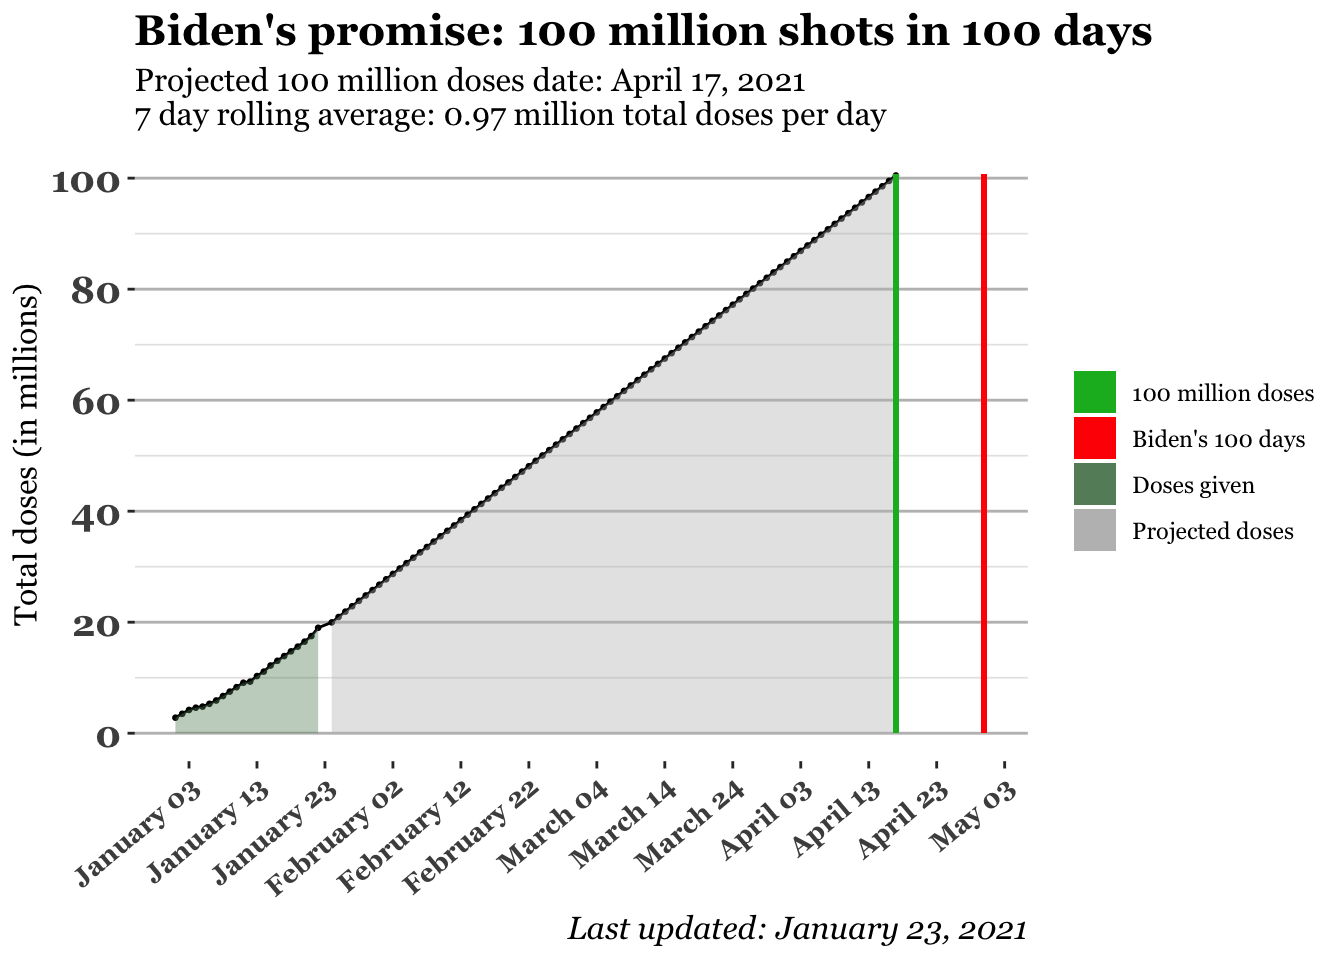 Biden's promise: 100 million shots in 100 days
Projected 100 million doses date: April 17, 2021
7 day rolling average: 0.97 million total doses per day
Total doses (in millions)
100
80
60
40
20
0
January 03
January 13
January 23
February 02
February 12
February 22
March 04
March 14
March 24
April 03
April 13
April 23
May 03
100 million doses
Biden's 100 days
Doses given
Projected doses
Last updated: January 23, 2021